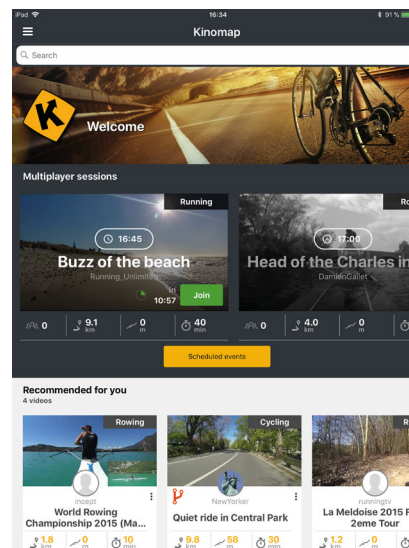 iPad 16:34 91 %
Kinomap
Search
Welcome
Multiplayer sessions
Running
16:45
Buzz of the beach
Running_Unlimited
in
10:57 Join
0 9.1 km 0 m 40 min
17:00
Head of the Charles in
DamienGallet
0 4.0 km 0 m
Scheduled events
Recommended for you
4 videos
Rowing
incept
World Rowing
Championship 2015 (Ma...
1.8 km 0 m 10 min
Cycling
NewYorker
Quiet ride in Central Park
9.8 km 58 m 30 min
runningtv
La Meldoise 2015
2eme Tour
1.2 km 0 m